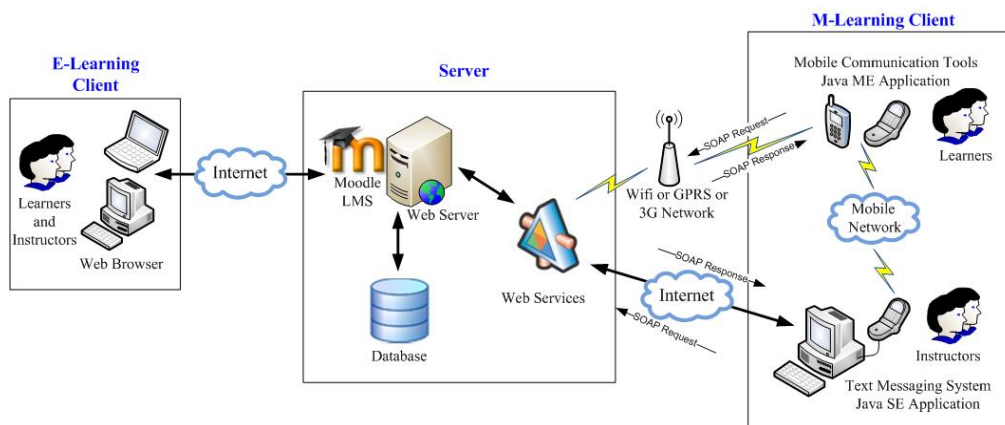 E-Learning
Client
Learners
and
Instructors
Web Browser
Internet
Server
m
Moodle
LMS
Web Server
Database
Web Services
Wifi or GPRS or
3G Network
SOAP Request
SOAP Response
Internet
SOAP Response
SOAP Request
M-Learning Client
Mobile Communication Tools
Java ME Application
Learners
Mobile
Network
Instructors
Text Messaging System
Java SE Application